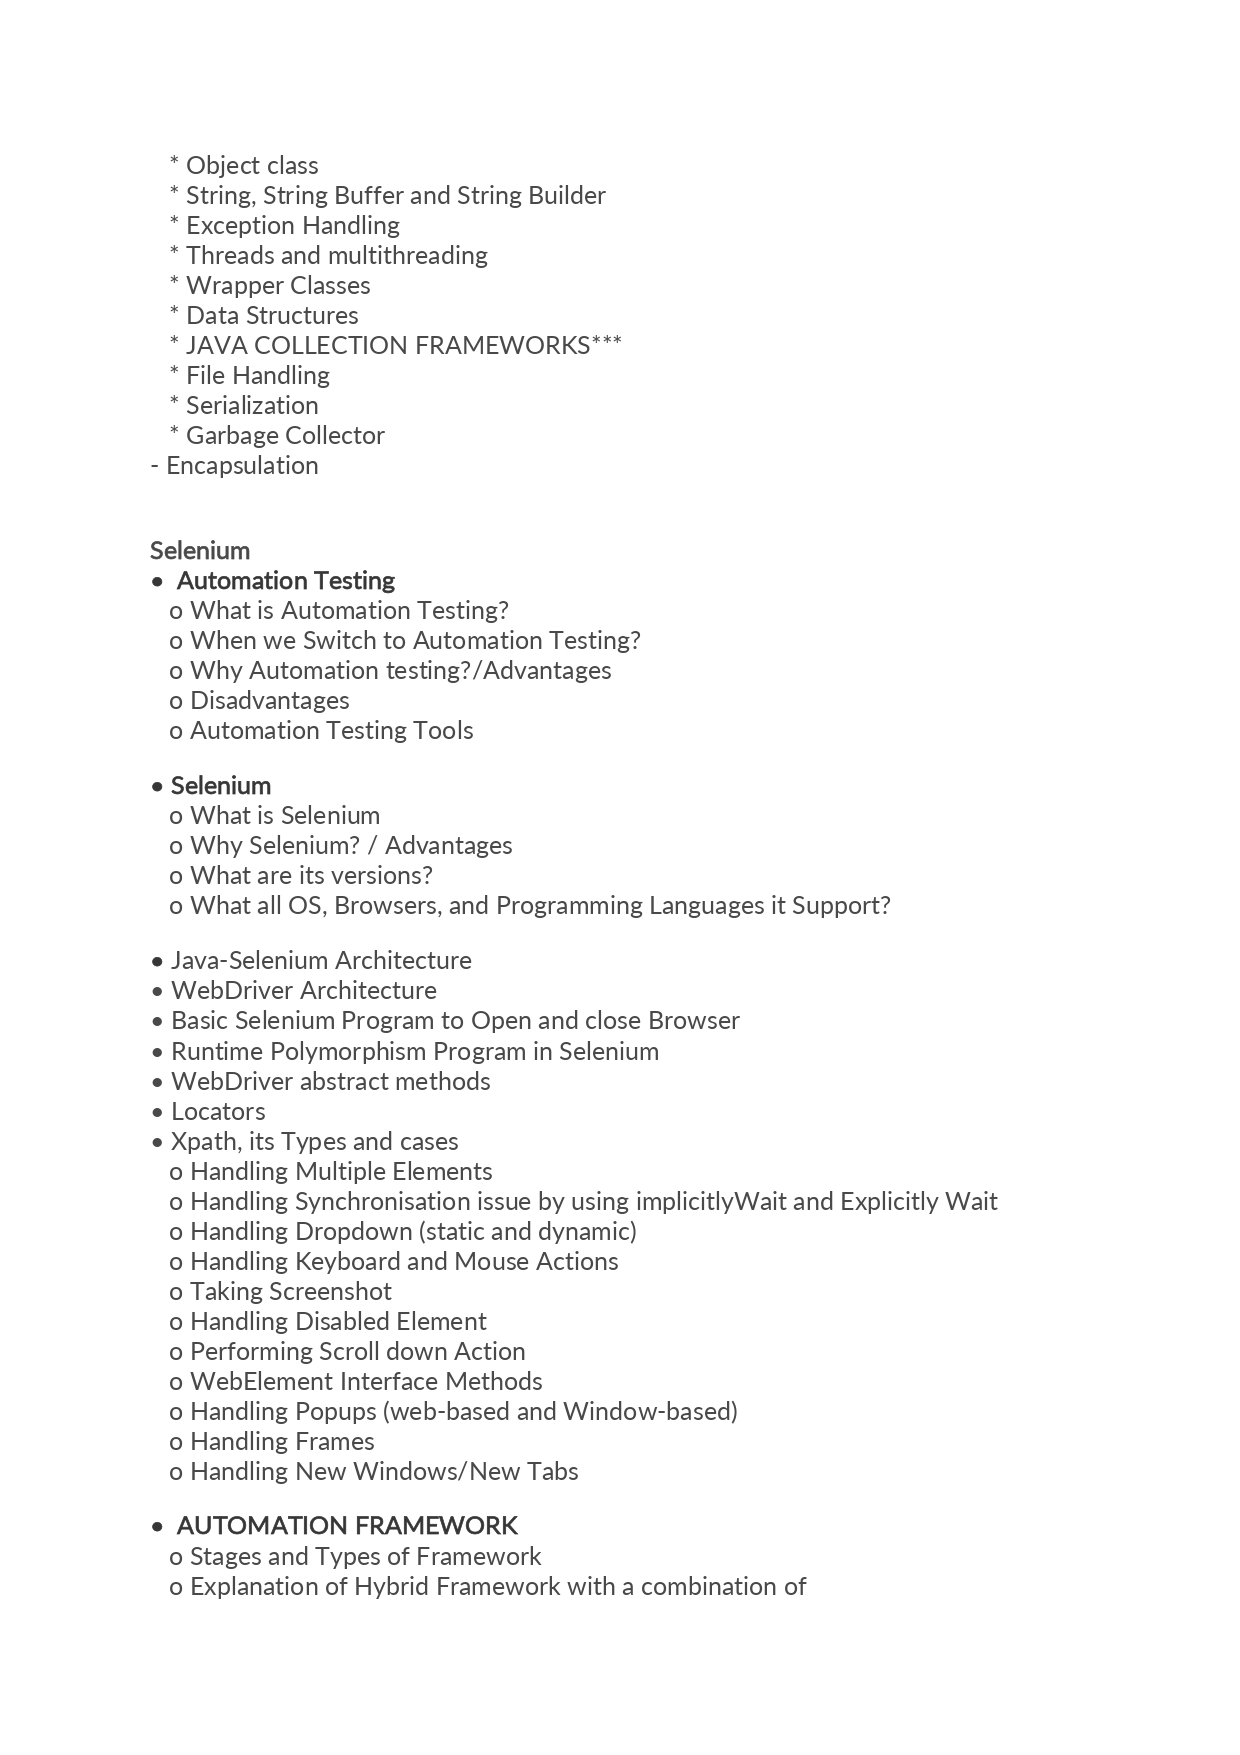 * Object class
* String, String Buffer and String Builder
* Exception Handling
* Threads and multithreading
* Wrapper Classes
* Data Structures
* JAVA COLLECTION FRAMEWORKS***
* File Handling
* Serialization
* Garbage Collector
- Encapsulation
Selenium
• Automation Testing
o What is Automation Testing?
o When we Switch to Automation Testing?
o Why Automation testing?/Advantages
o Disadvantages
o Automation Testing Tools
• Selenium
o What is Selenium
o Why Selenium? / Advantages
o What are its versions?
o What all OS, Browsers, and Programming Languages it Support?
• Java-Selenium Architecture
• WebDriver Architecture
• Basic Selenium Program to Open and close Browser
• Runtime Polymorphism Program in Selenium
• WebDriver abstract methods
• Locators
• Xpath, its Types and cases
o Handling Multiple Elements
o Handling Synchronisation issue by using implicitlyWait and Explicitly Wait
o Handling Dropdown (static and dynamic)
o Handling Keyboard and Mouse Actions
o Taking Screenshot
o Handling Disabled Element
o Performing Scroll down Action
o WebElement Interface Methods
o Handling Popups (web-based and Window-based)
o Handling Frames
o Handling New Windows/New Tabs
• AUTOMATION FRAMEWORK
o Stages and Types of Framework
o Explanation of Hybrid Framework with a combination of